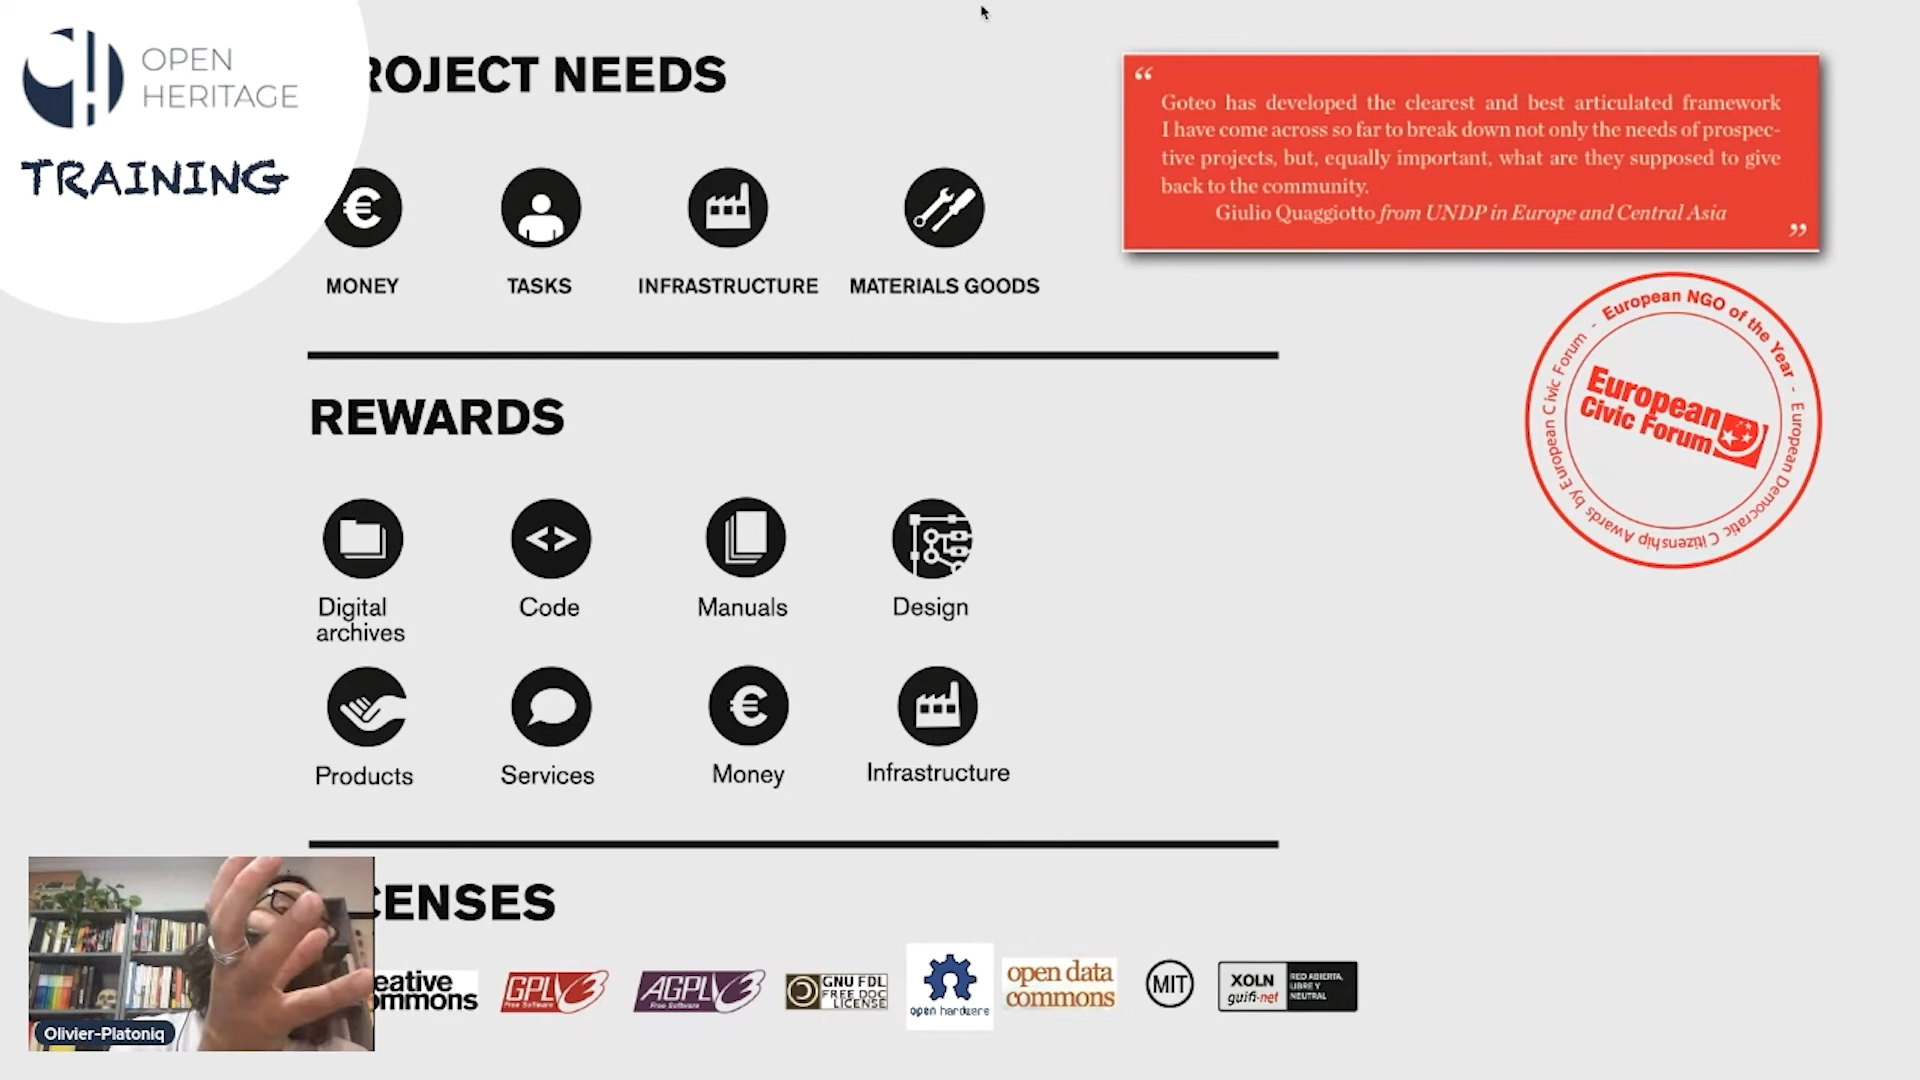 OPEN
HERITAGE
TRAINING
ROJECT NEEDS
MONEY
TASKS
INFRASTRUCTURE
MATERIALS GOODS
“
Goteo has developed the clearest and best articulated framework
I have come across so far to break down not only the needs of prospec-
tive projects, but, equally important, what are they supposed to give
back to the community.
Giulio Quaggiotto from UNDP in Europe and Central Asia
”
European NGO of the Year - European Democratic Citizenship Awards by European Civic Forum -
European
Civic Forum
REWARDS
Digital
archives
Code
Manuals
Design
Products
Services
Money
Infrastructure
CENSES
eative
ommons
GPLV3
Free Software
AGPLV3
Free Software
GNU FDL
FREE DOC
LICENSE
open hardware
open data
commons
MIT
XOLN
guifi·net
RED ABIERTA,
LIBRE Y
NEUTRAL
Olivier-Platoniq